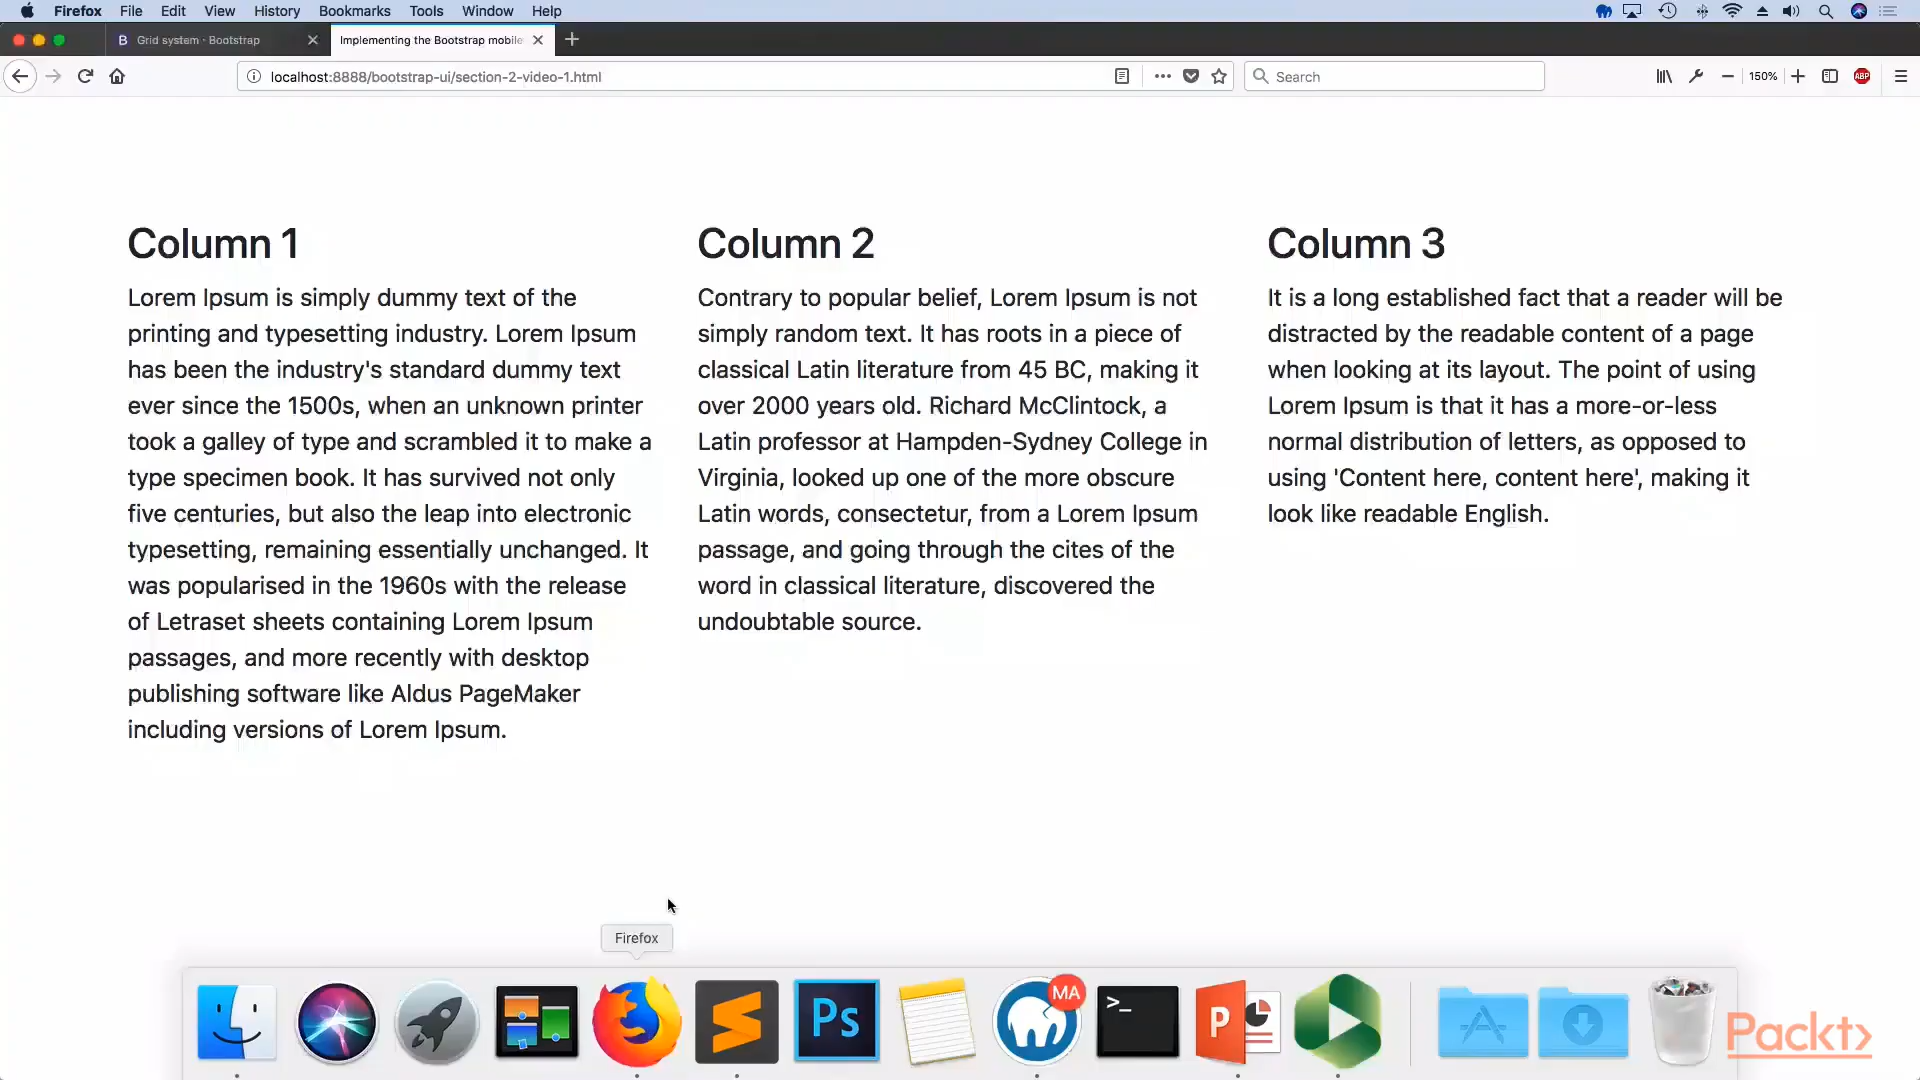 Firefox File Edit View History Bookmarks Tools Window Help
B Grid system · Bootstrap
Implementing the Bootstrap mobile
localhost:8888/bootstrap-ui/section-2-video-1.html
Search
150%
ABP
Column 1
Lorem Ipsum is simply dummy text of the
printing and typesetting industry. Lorem Ipsum
has been the industry's standard dummy text
ever since the 1500s, when an unknown printer
took a galley of type and scrambled it to make a
type specimen book. It has survived not only
five centuries, but also the leap into electronic
typesetting, remaining essentially unchanged. It
was popularised in the 1960s with the release
of Letraset sheets containing Lorem Ipsum
passages, and more recently with desktop
publishing software like Aldus PageMaker
including versions of Lorem Ipsum.
Column 2
Contrary to popular belief, Lorem Ipsum is not
simply random text. It has roots in a piece of
classical Latin literature from 45 BC, making it
over 2000 years old. Richard McClintock, a
Latin professor at Hampden-Sydney College in
Virginia, looked up one of the more obscure
Latin words, consectetur, from a Lorem Ipsum
passage, and going through the cites of the
word in classical literature, discovered the
undoubtable source.
Column 3
It is a long established fact that a reader will be
distracted by the readable content of a page
when looking at its layout. The point of using
Lorem Ipsum is that it has a more-or-less
normal distribution of letters, as opposed to
using 'Content here, content here', making it
look like readable English.
Firefox
Ps
MA
>_
P
Packt>